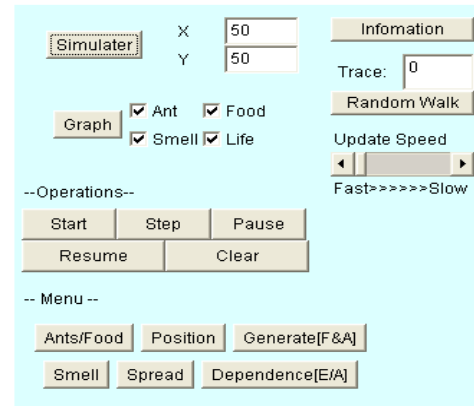 Simulater
X 50
Y 50
Infomation
Trace: 0
Random Walk
Graph
Ant Food
Smell Life
Update Speed
Fast>>>>>>Slow
--Operations--
Start Step Pause
Resume Clear
-- Menu --
Ants/Food Position Generate[F&A]
Smell Spread Dependence[E/A]